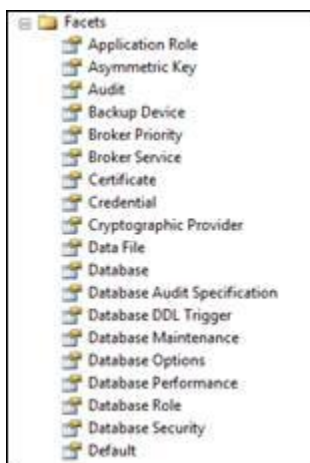 Facets
Application Role
Asymmetric Key
Audit
Backup Device
Broker Priority
Broker Service
Certificate
Credential
Cryptographic Provider
Data File
Database
Database Audit Specification
Database DDL Trigger
Database Maintenance
Database Options
Database Performance
Database Role
Database Security
Default